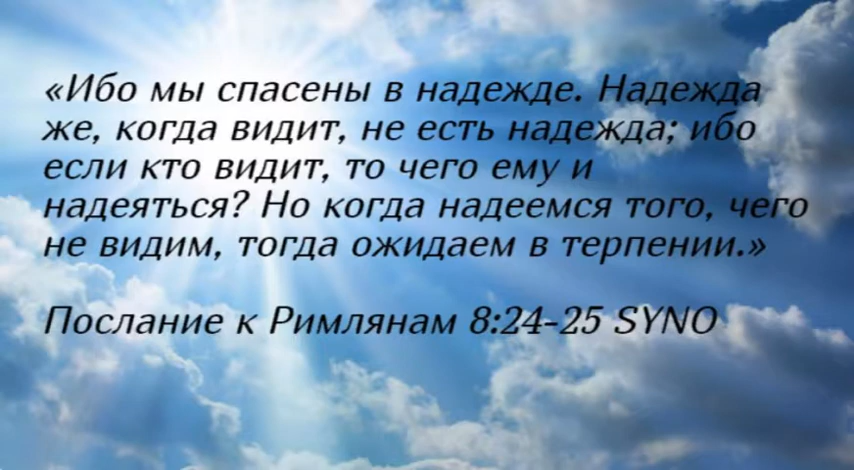 «Ибо мы спасены в надежде. Надежда
же, когда видит, не есть надежда; ибо
если кто видит, то чего ему и
надеяться? Но когда надеемся того, чего
не видим, тогда ожидаем в терпении.»
Послание к Римлянам 8:24-25 SYNO